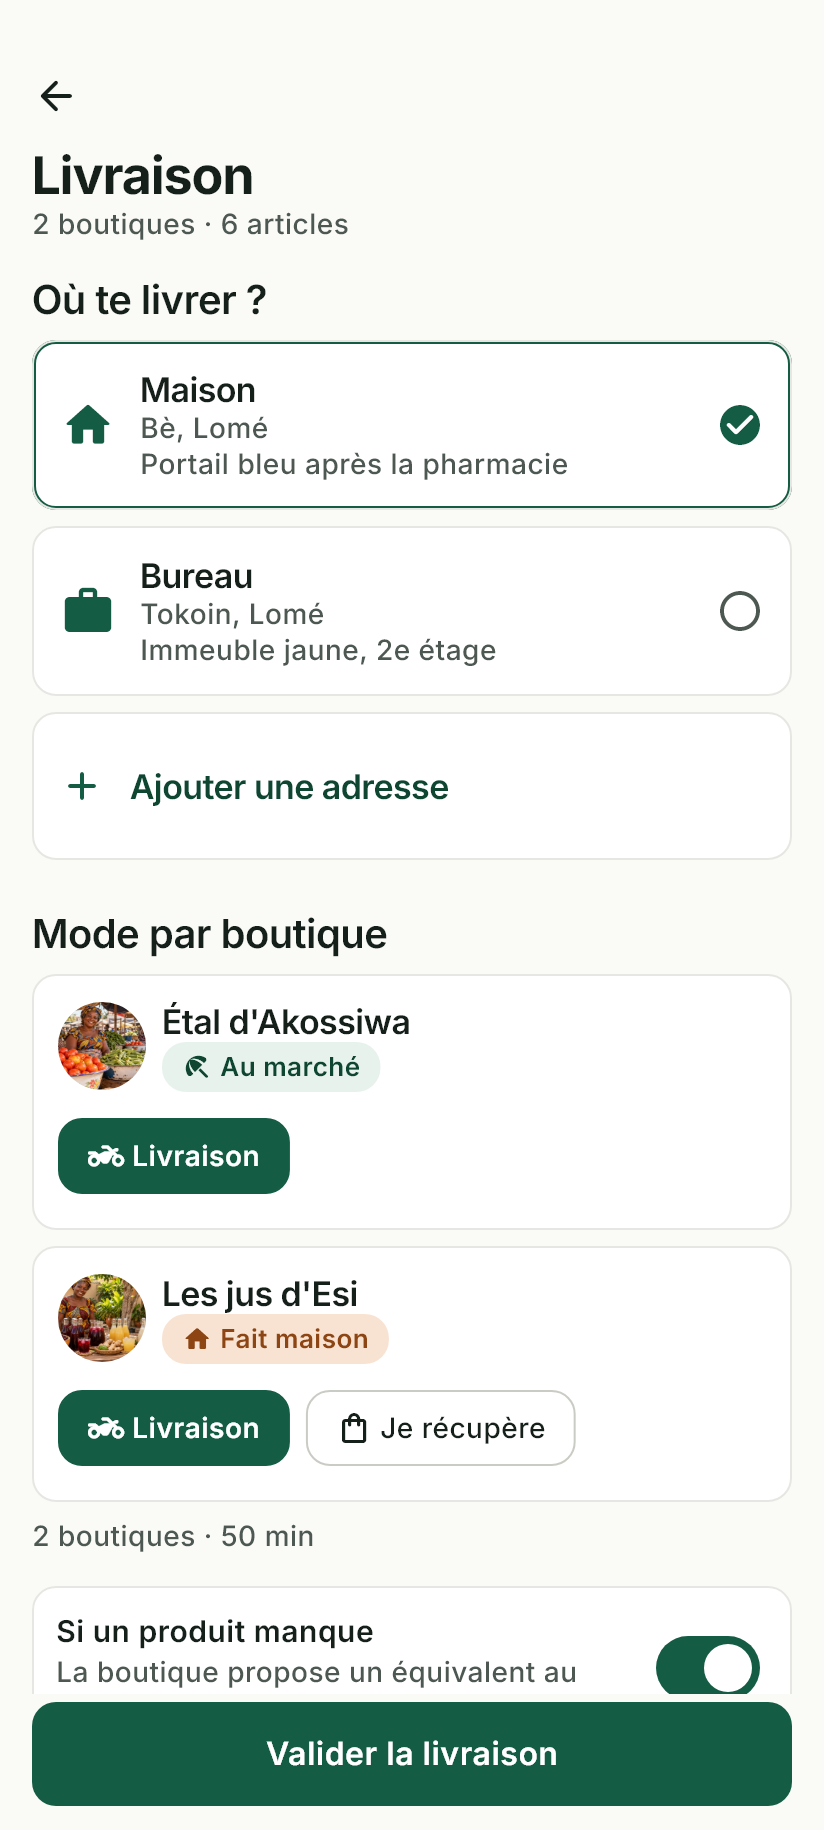 Livraison
2 boutiques · 6 articles
Où te livrer ?
Maison
Bè, Lomé
Portail bleu après la pharmacie
Bureau
Tokoin, Lomé
Immeuble jaune, 2e étage
Ajouter une adresse
Mode par boutique
Étal d'Akossiwa
Au marché
Livraison
Les jus d'Esi
Fait maison
Livraison
Je récupère
2 boutiques · 50 min
Si un produit manque
La boutique propose un équivalent au
Valider la livraison